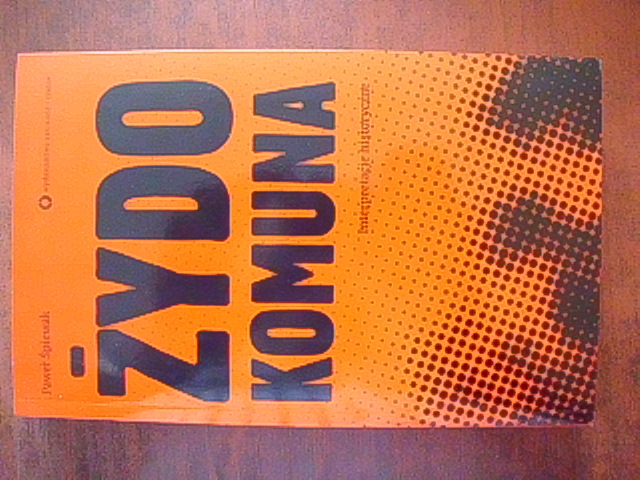 Paweł Śpiewak
ŻYDO
KOMUNA
interpretacje historyczne